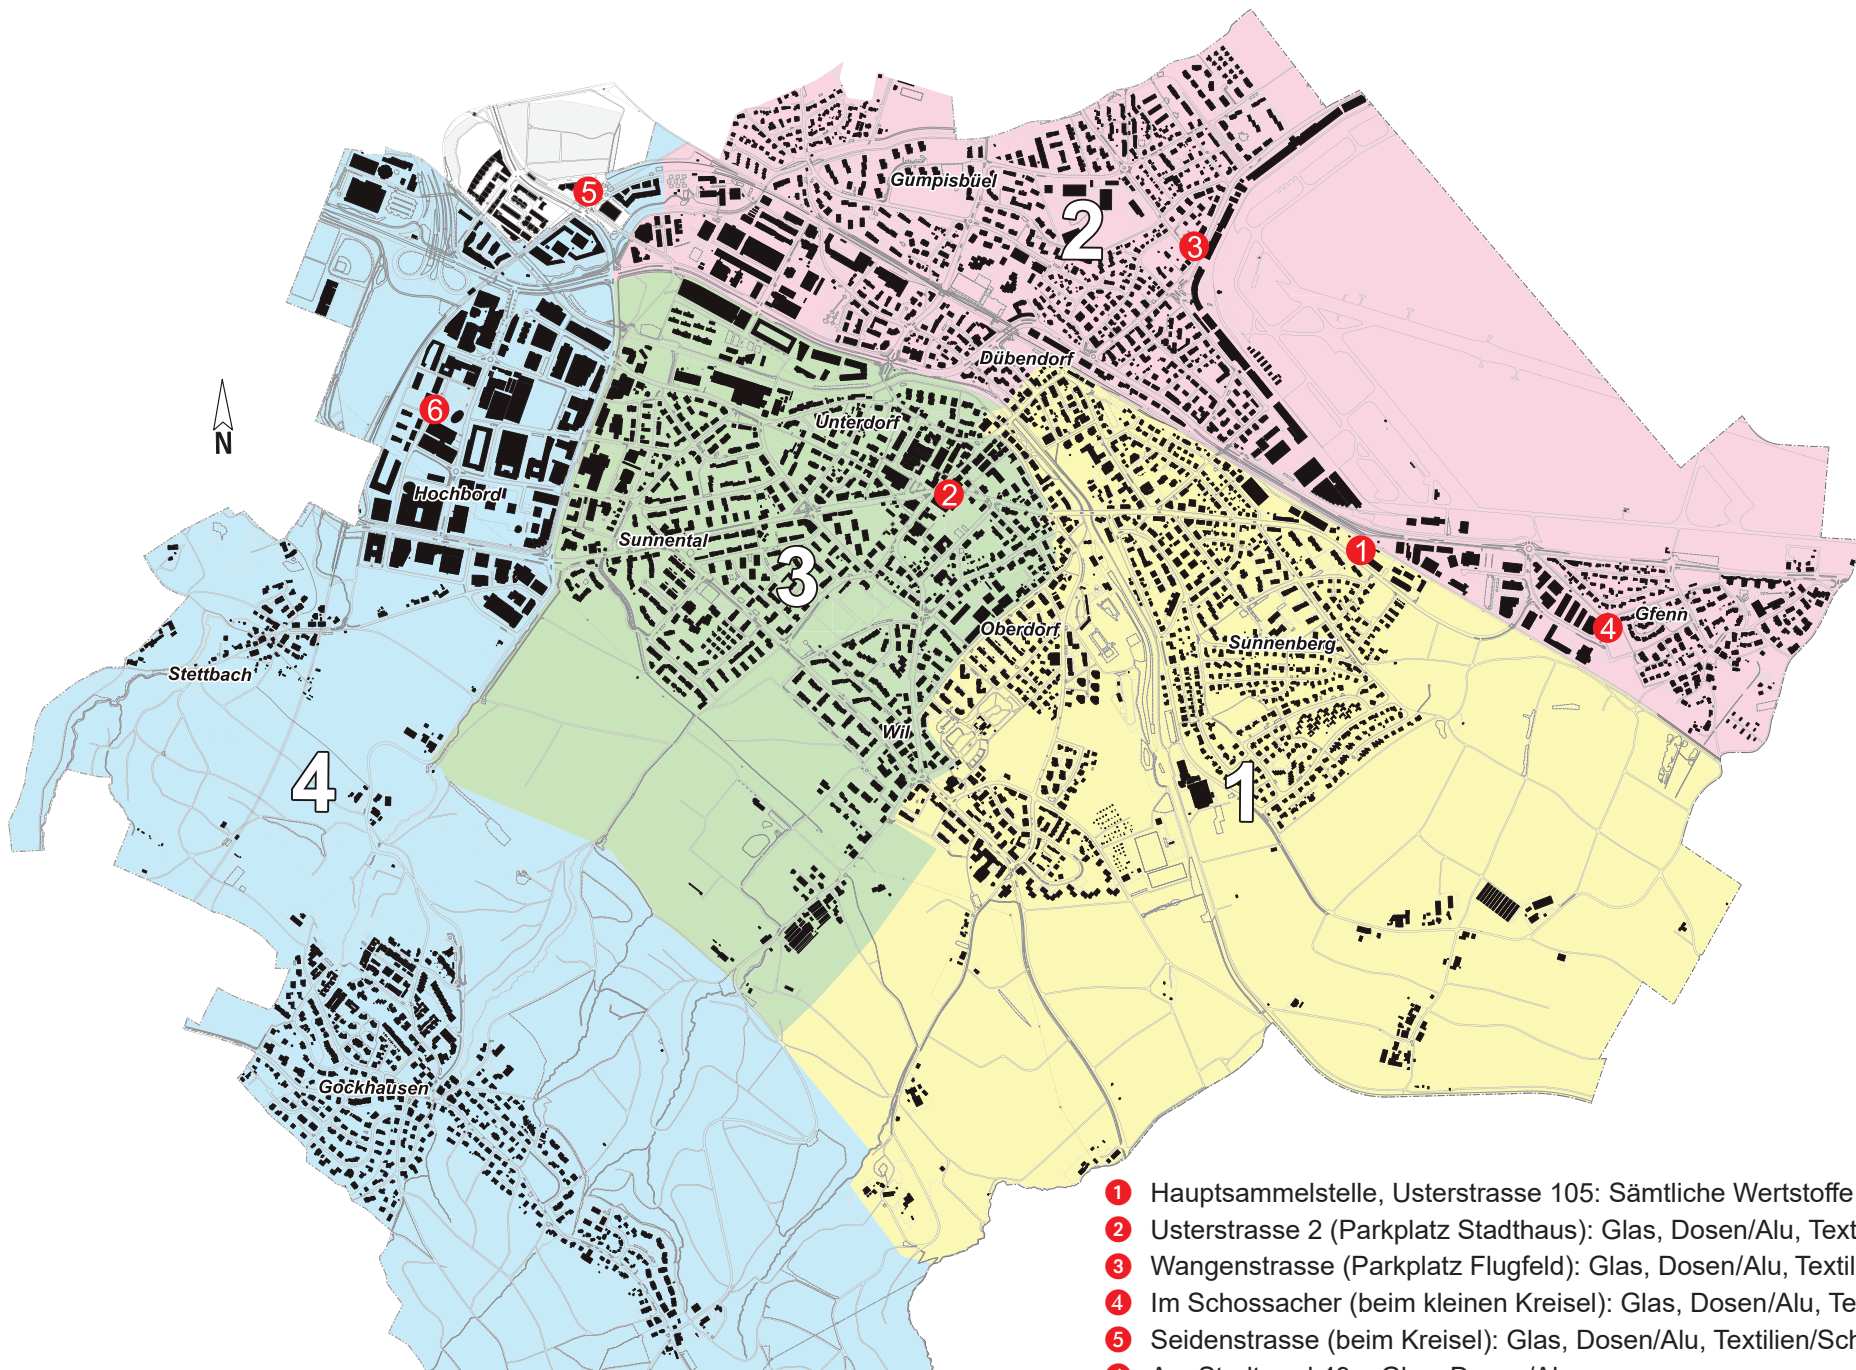 5
Gumpisbüel
2
3
Dübendorf
6
Unterdorf
N
Hochbord
2
Sunnental
1
3
Oberdorf
Gfenn
4
Sunnenberg
Stettbach
Wil
4
1
Gockhausen
1 Hauptsammelstelle, Usterstrasse 105: Sämtliche Wertstoffe
2 Usterstrasse 2 (Parkplatz Stadthaus): Glas, Dosen/Alu, Text
3 Wangenstrasse (Parkplatz Flugfeld): Glas, Dosen/Alu, Textil
4 Im Schossacher (beim kleinen Kreisel): Glas, Dosen/Alu, Te
5 Seidenstrasse (beim Kreisel): Glas, Dosen/Alu, Textilien/Sch